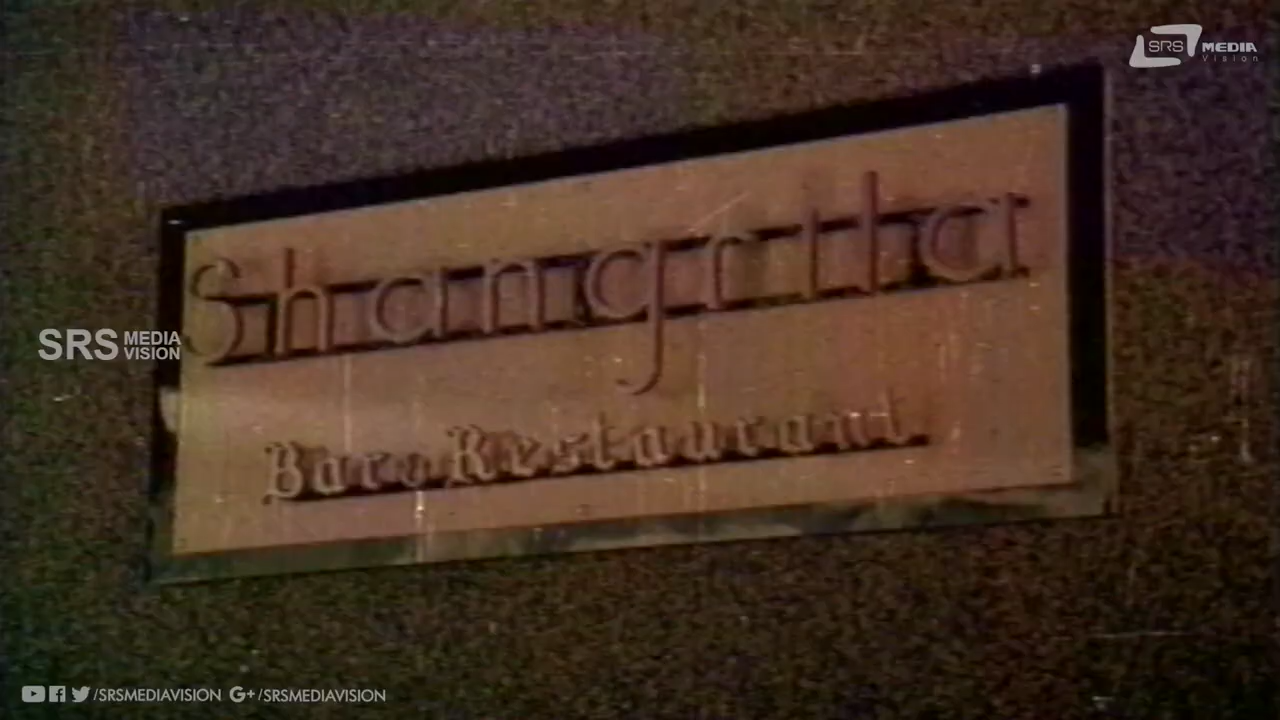 SRS MEDIA
Vision
Shangrila
SRS MEDIA
VISION
Bar & Restaurant
/SRSMEDIAVISION G+/SRSMEDIAVISION